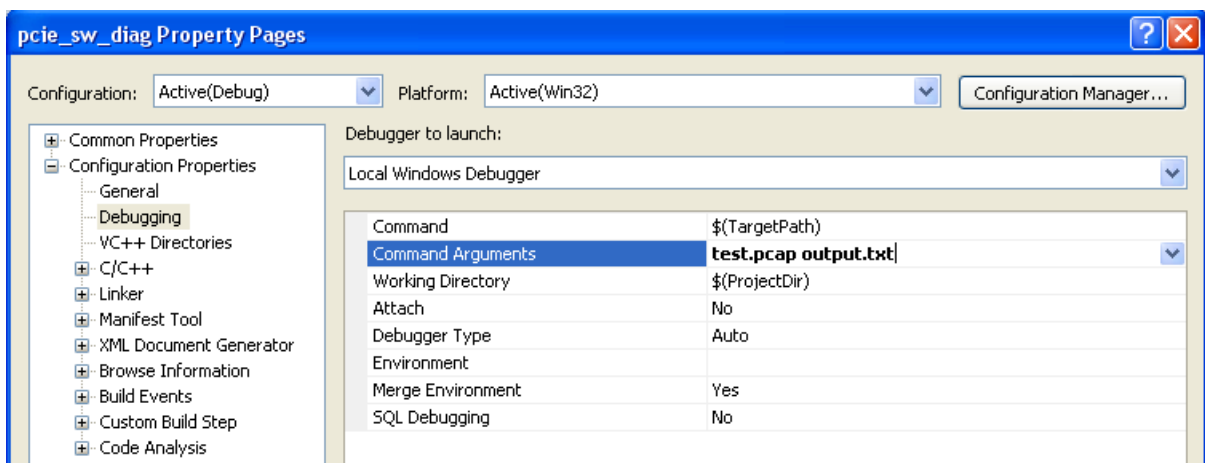 pcie_sw_diag Property Pages
Configuration: Active(Debug) Platform: Active(Win32) Configuration Manager...
Common Properties
Configuration Properties
General
Debugging
VC++ Directories
C/C++
Linker
Manifest Tool
XML Document Generator
Browse Information
Build Events
Custom Build Step
Code Analysis
Debugger to launch:
Local Windows Debugger
Command $(TargetPath)
Command Arguments test.pcap output.txt
Working Directory $(ProjectDir)
Attach No
Debugger Type Auto
Environment
Merge Environment Yes
SQL Debugging No